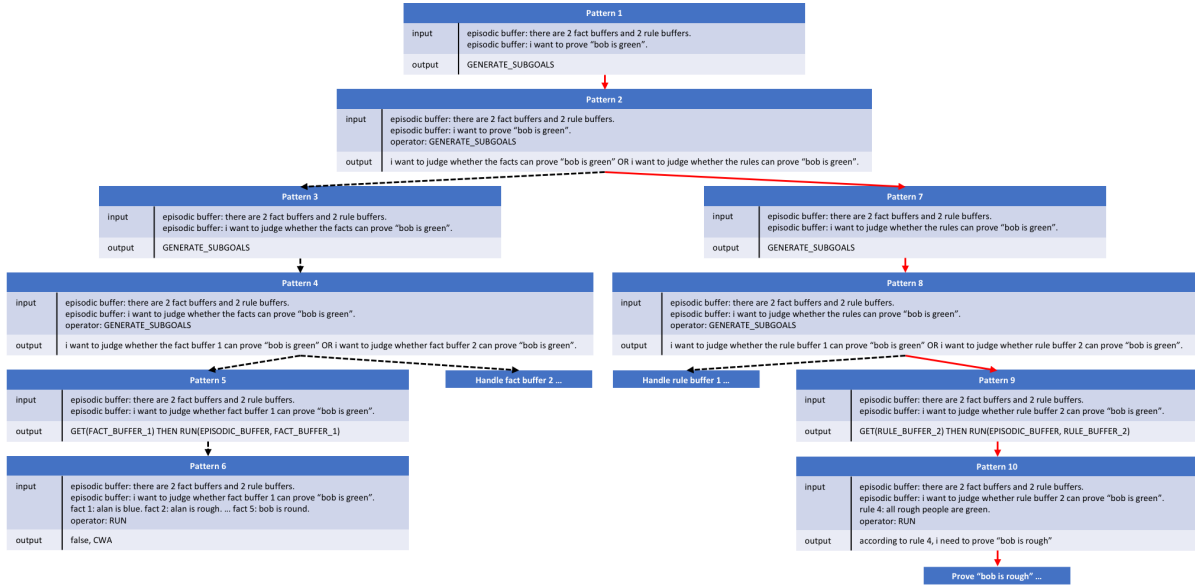 Pattern 1
input
episodic buffer: there are 2 fact buffers and 2 rule buffers.
episodic buffer: i want to prove “bob is green”.
output
GENERATE_SUBGOALS
Pattern 2
input
episodic buffer: there are 2 fact buffers and 2 rule buffers.
episodic buffer: i want to prove “bob is green”.
operator: GENERATE_SUBGOALS
output
i want to judge whether the facts can prove “bob is green” OR i want to judge whether the rules can prove “bob is green”.
Pattern 3
input
episodic buffer: there are 2 fact buffers and 2 rule buffers.
episodic buffer: i want to judge whether the facts can prove “bob is green”.
output
GENERATE_SUBGOALS
Pattern 7
input
episodic buffer: there are 2 fact buffers and 2 rule buffers.
episodic buffer: i want to judge whether the rules can prove “bob is green”.
output
GENERATE_SUBGOALS
Pattern 4
input
episodic buffer: there are 2 fact buffers and 2 rule buffers.
episodic buffer: i want to judge whether the facts can prove “bob is green”.
operator: GENERATE_SUBGOALS
output
i want to judge whether the fact buffer 1 can prove “bob is green” OR i want to judge whether fact buffer 2 can prove “bob is green”.
Pattern 8
input
episodic buffer: there are 2 fact buffers and 2 rule buffers.
episodic buffer: i want to judge whether the rules can prove “bob is green”.
operator: GENERATE_SUBGOALS
output
i want to judge whether the rule buffer 1 can prove “bob is green” OR i want to judge whether rule buffer 2 can prove “bob is green”.
Pattern 5
input
episodic buffer: there are 2 fact buffers and 2 rule buffers.
episodic buffer: i want to judge whether fact buffer 1 can prove “bob is green”.
output
GET(FACT_BUFFER_1) THEN RUN(EPISODIC_BUFFER, FACT_BUFFER_1)
Handle fact buffer 2 ...
Handle rule buffer 1 ...
Pattern 9
input
episodic buffer: there are 2 fact buffers and 2 rule buffers.
episodic buffer: i want to judge whether rule buffer 2 can prove “bob is green”.
output
GET(RULE_BUFFER_2) THEN RUN(EPISODIC_BUFFER, RULE_BUFFER_2)
Pattern 6
input
episodic buffer: there are 2 fact buffers and 2 rule buffers.
episodic buffer: i want to judge whether fact buffer 1 can prove “bob is green”.
fact 1: alan is blue. fact 2: alan is rough. ... fact 5: bob is round.
operator: RUN
output
false, CWA
Pattern 10
input
episodic buffer: there are 2 fact buffers and 2 rule buffers.
episodic buffer: i want to judge whether rule buffer 2 can prove “bob is green”.
rule 4: all rough people are green.
operator: RUN
output
according to rule 4, i need to prove “bob is rough”
Prove “bob is rough” ...